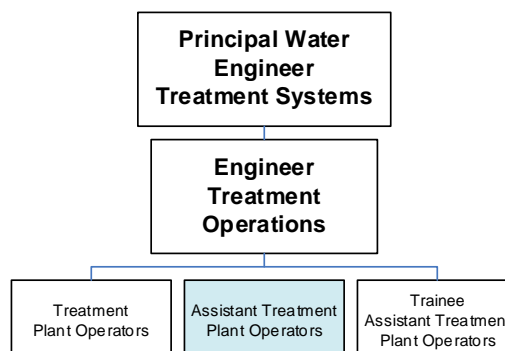 Principal Water
Engineer
Treatment Systems
Engineer
Treatment
Operations
Treatment
Plant Operators
Assistant Treatment
Plant Operators
Trainee
Assistant Treatment
Plant Operators